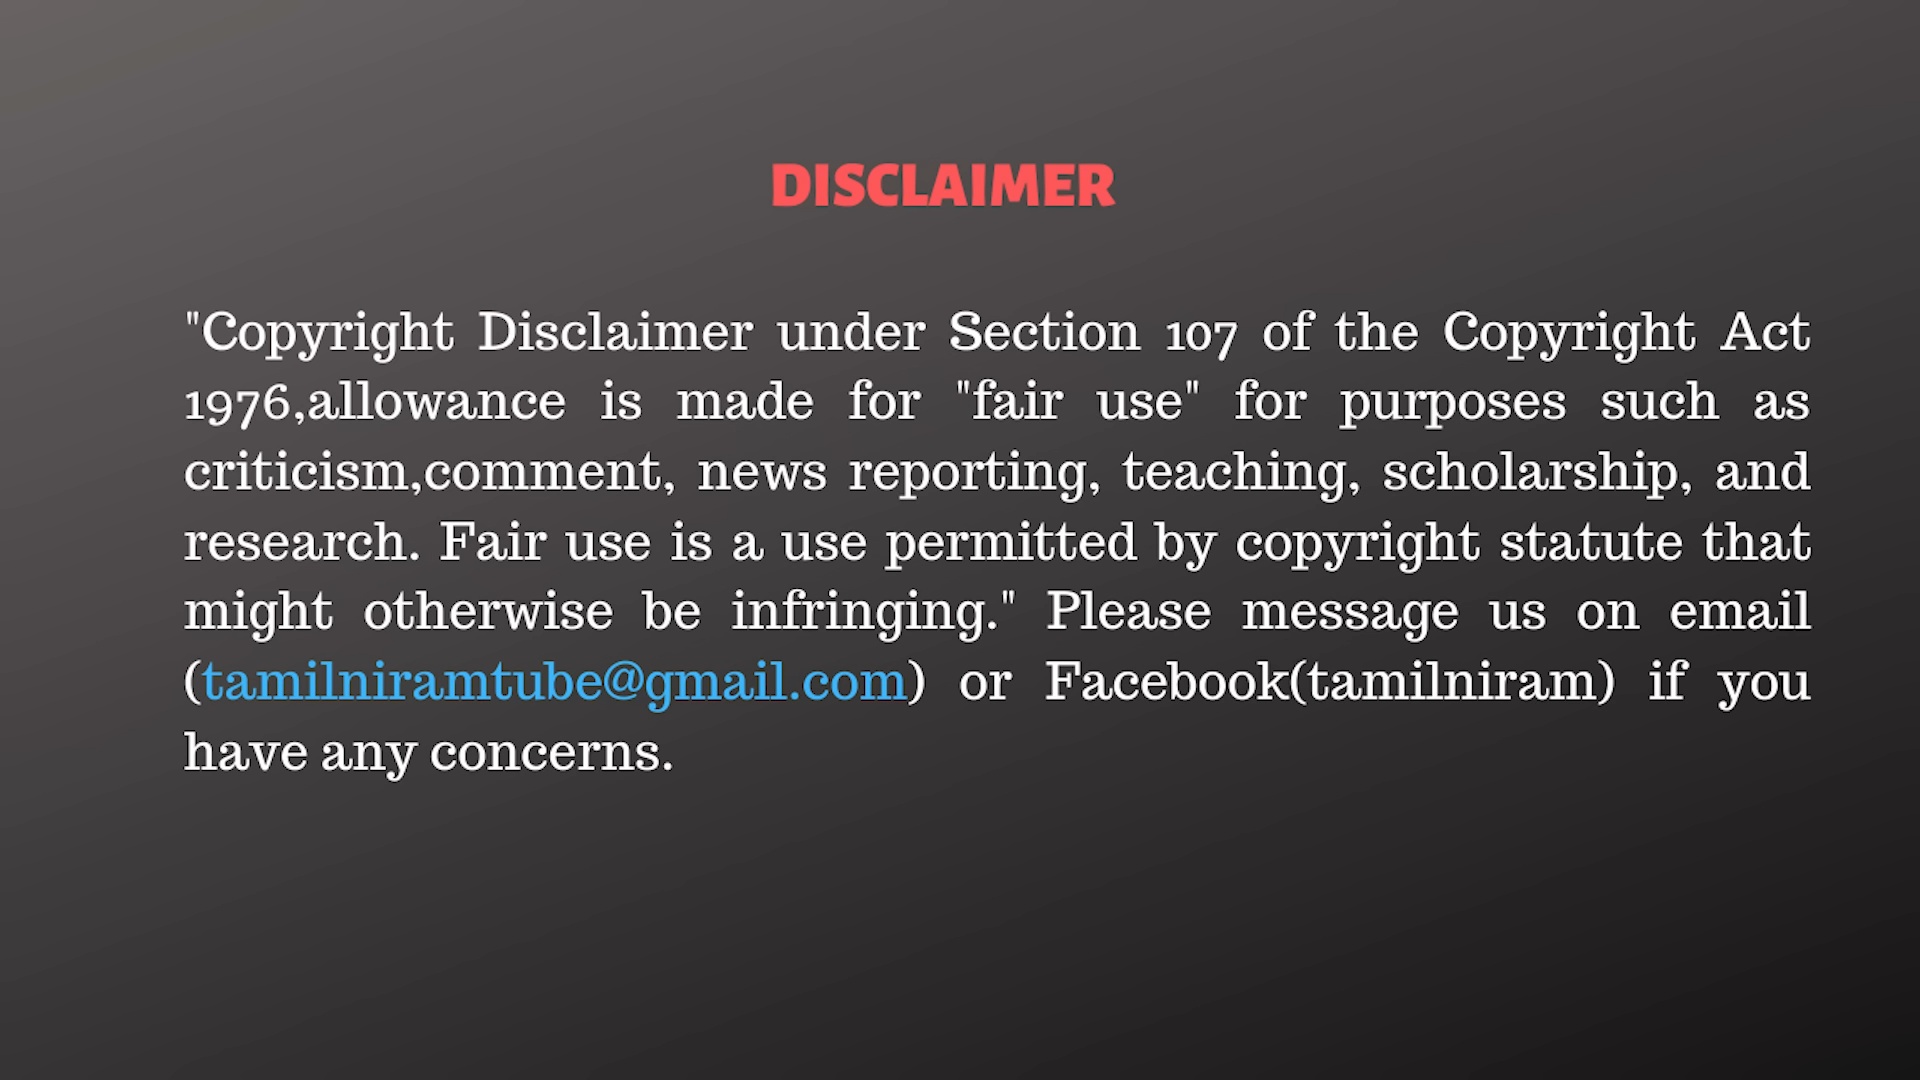 DISCLAIMER
"Copyright Disclaimer under Section 107 of the Copyright Act
1976,allowance is made for "fair use" for purposes such as
criticism,comment, news reporting, teaching, scholarship, and
research. Fair use is a use permitted by copyright statute that
might otherwise be infringing." Please message us on email
(tamilniramtube@gmail.com) or Facebook(tamilniram) if you
have any concerns.